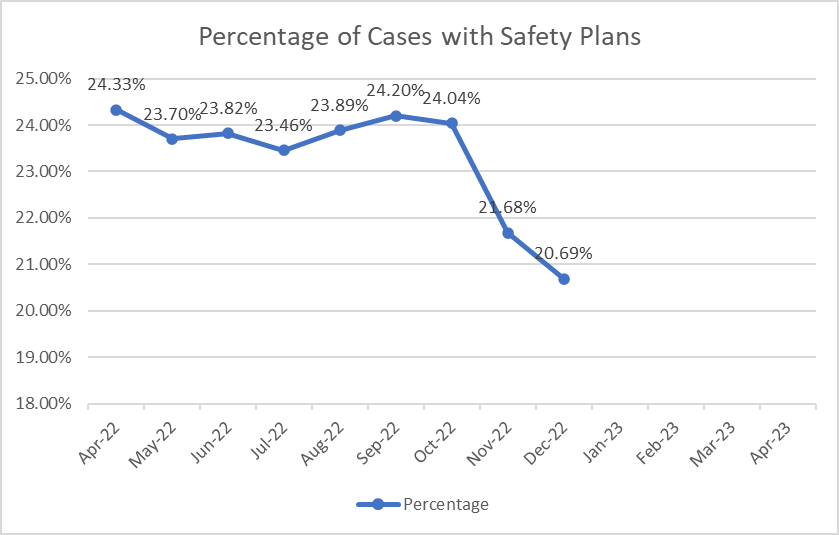 Percentage of Cases with Safety Plans
25.00%
24.00%
23.00%
22.00%
21.00%
20.00%
19.00%
18.00%
24.33%
23.70%
23.82%
23.46%
23.89%
24.20%
24.04%
21.68%
20.69%
Apr-22
May-22
Jun-22
Jul-22
Aug-22
Sep-22
Oct-22
Nov-22
Dec-22
Jan-23
Feb-23
Mar-23
Apr-23
Percentage